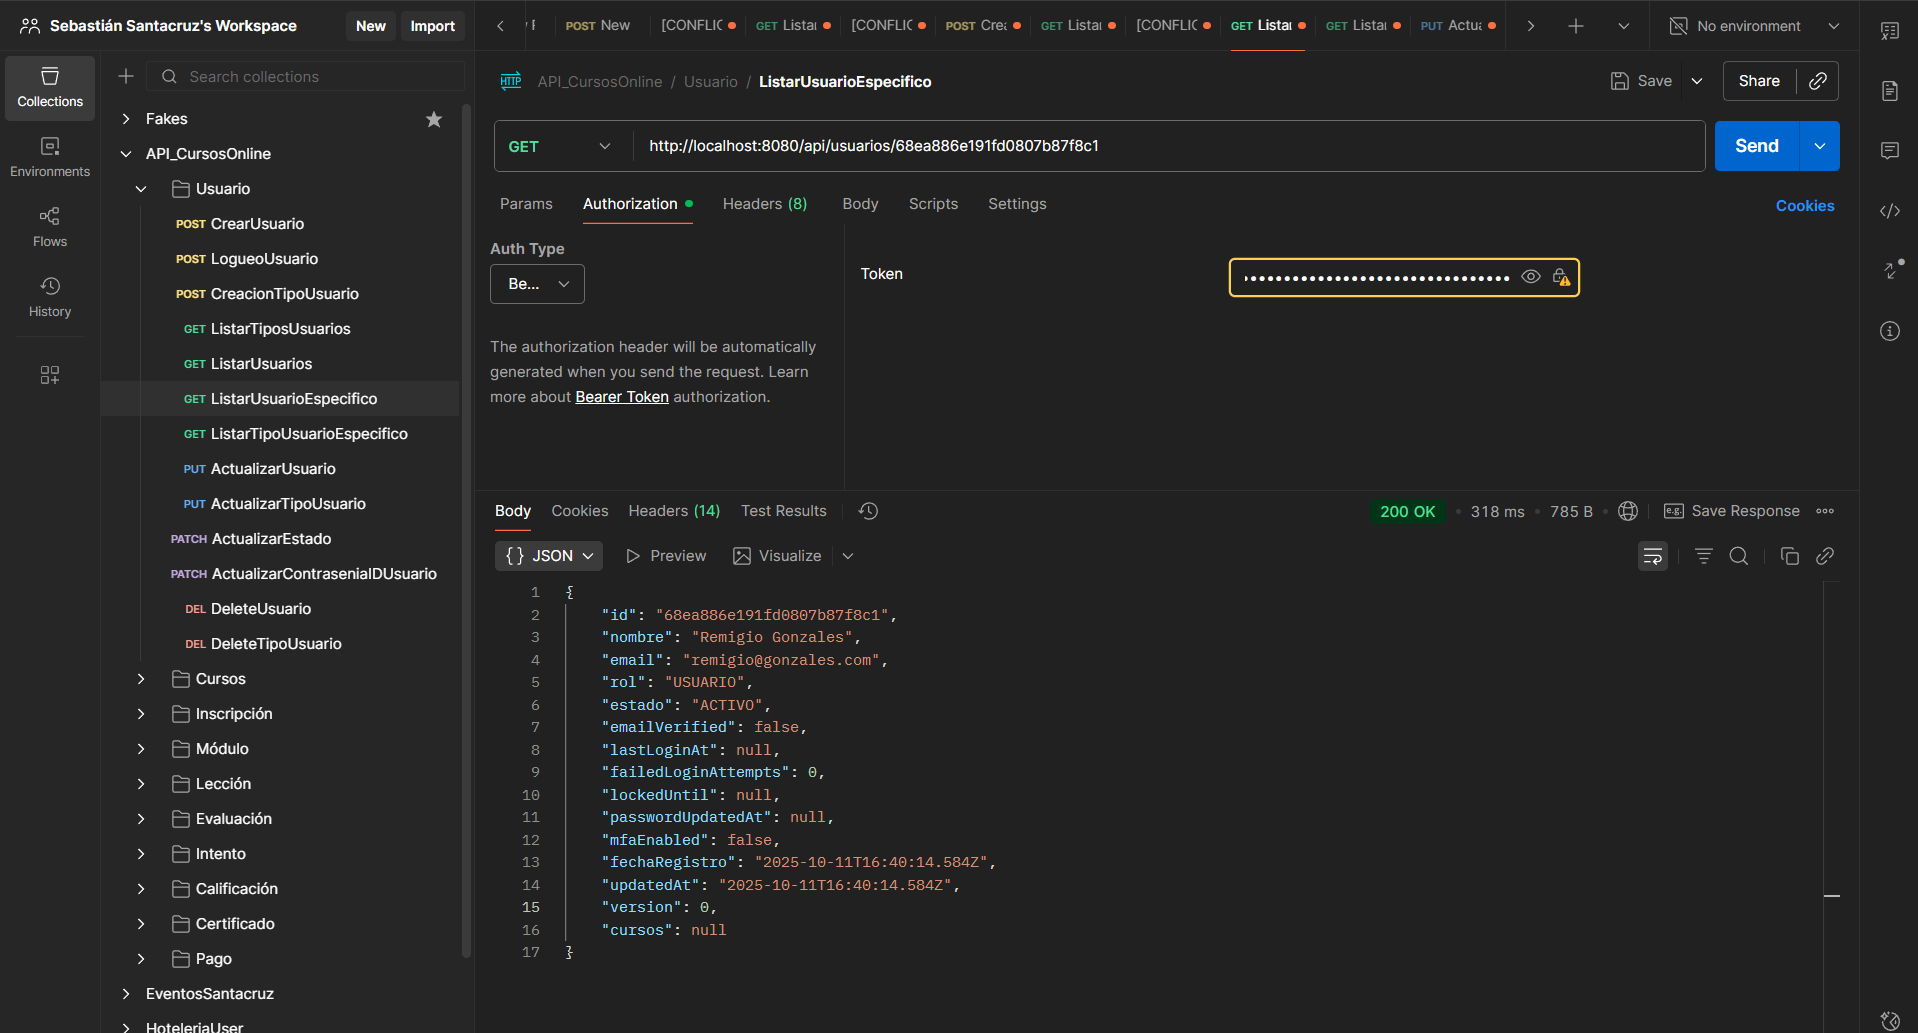 Sebastián Santacruz's Workspace
New
Import
POST New
[CONFLIC
GET Listar
[CONFLIC
POST Crea
GET Listar
[CONFLIC
GET Listar
GET Listar
PUT Actua
No environment
Collections
Environments
Flows
History
Search collections
Fakes
API_CursosOnline
Usuario
POST CrearUsuario
POST LogueoUsuario
POST CreacionTipoUsuario
GET ListarTiposUsuarios
GET ListarUsuarios
GET ListarUsuarioEspecifico
GET ListarTipoUsuarioEspecifico
PUT ActualizarUsuario
PUT ActualizarTipoUsuario
PATCH ActualizarEstado
PATCH ActualizarContraseniaIDUsuario
DEL DeleteUsuario
DEL DeleteTipoUsuario
Cursos
Inscripción
Módulo
Lección
Evaluación
Intento
Calificación
Certificado
Pago
EventosSantacruz
HoteleriaUser
HTTP API_CursosOnline / Usuario / ListarUsuarioEspecifico
Save
Share
GET http://localhost:8080/api/usuarios/68ea886e191fd0807b87f8c1
Send
Params Authorization Headers (8) Body Scripts Settings
Cookies
Auth Type
Be...
The authorization header will be automatically
generated when you send the request. Learn
more about Bearer Token authorization.
Token
Body Cookies Headers (14) Test Results
200 OK • 318 ms • 785 B
e.g. Save Response
{} JSON Preview Visualize
1 {
2 "id": "68ea886e191fd0807b87f8c1",
3 "nombre": "Remigio Gonzales",
4 "email": "remigio@gonzales.com",
5 "rol": "USUARIO",
6 "estado": "ACTIVO",
7 "emailVerified": false,
8 "lastLoginAt": null,
9 "failedLoginAttempts": 0,
10 "lockedUntil": null,
11 "passwordUpdatedAt": null,
12 "mfaEnabled": false,
13 "fechaRegistro": "2025-10-11T16:40:14.584Z",
14 "updatedAt": "2025-10-11T16:40:14.584Z",
15 "version": 0,
16 "cursos": null
17 }